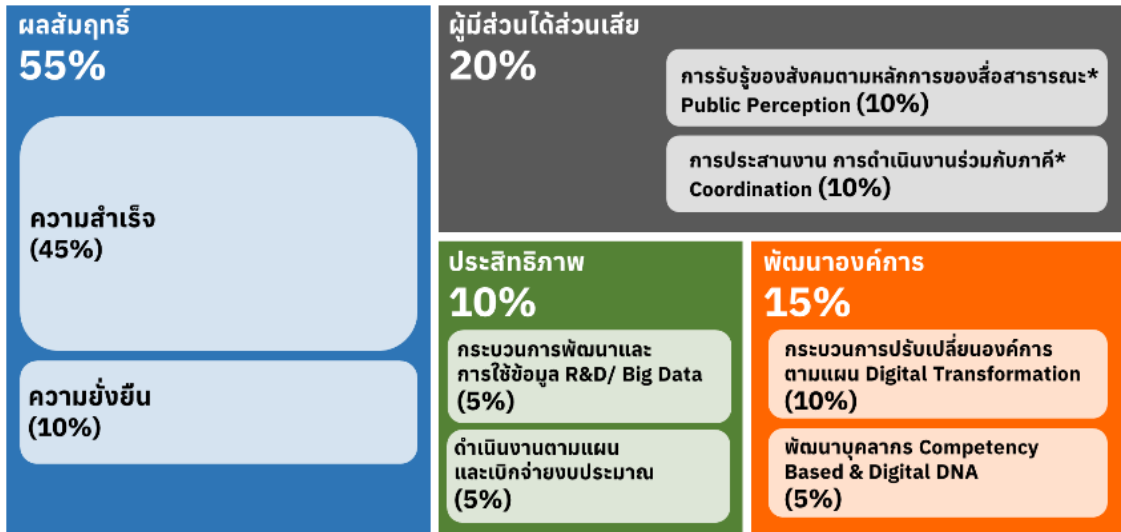 ผลสัมฤทธิ์
55%
ความสำเร็จ
(45%)
ความยั่งยืน
(10%)
ผู้มีส่วนได้ส่วนเสีย
20%
การรับรู้ของสังคมตามหลักการของสื่อสาธารณะ*
Public Perception (10%)
การประสานงาน การดำเนินงานร่วมกับภาคี*
Coordination (10%)
ประสิทธิภาพ
10%
กระบวนการพัฒนาและ
การใช้ข้อมูล R&D/ Big Data
(5%)
ดำเนินงานตามแผน
และเบิกจ่ายงบประมาณ
(5%)
พัฒนาองค์การ
15%
กระบวนการปรับเปลี่ยนองค์การ
ตามแผน Digital Transformation
(10%)
พัฒนาบุคลากร Competency
Based & Digital DNA
(5%)